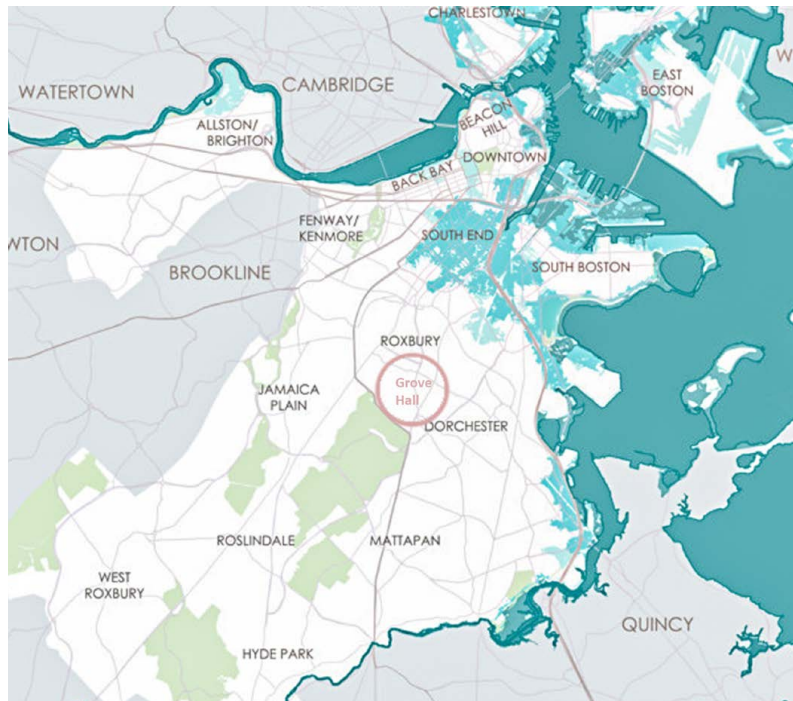 CHARLESTOWN
WATERTOWN
CAMBRIDGE
W
EAST
BOSTON
ALLSTON/
BRIGHTON
BEACON
HILL
DOWNTOWN
BACK BAY
FENWAY/
KENMORE
WTON
SOUTH END
BROOKLINE
SOUTH BOSTON
ROXBURY
Grove
Hall
JAMAICA
PLAIN
DORCHESTER
ROSLINDALE
MATTAPAN
WEST
ROXBURY
QUINCY
HYDE PARK